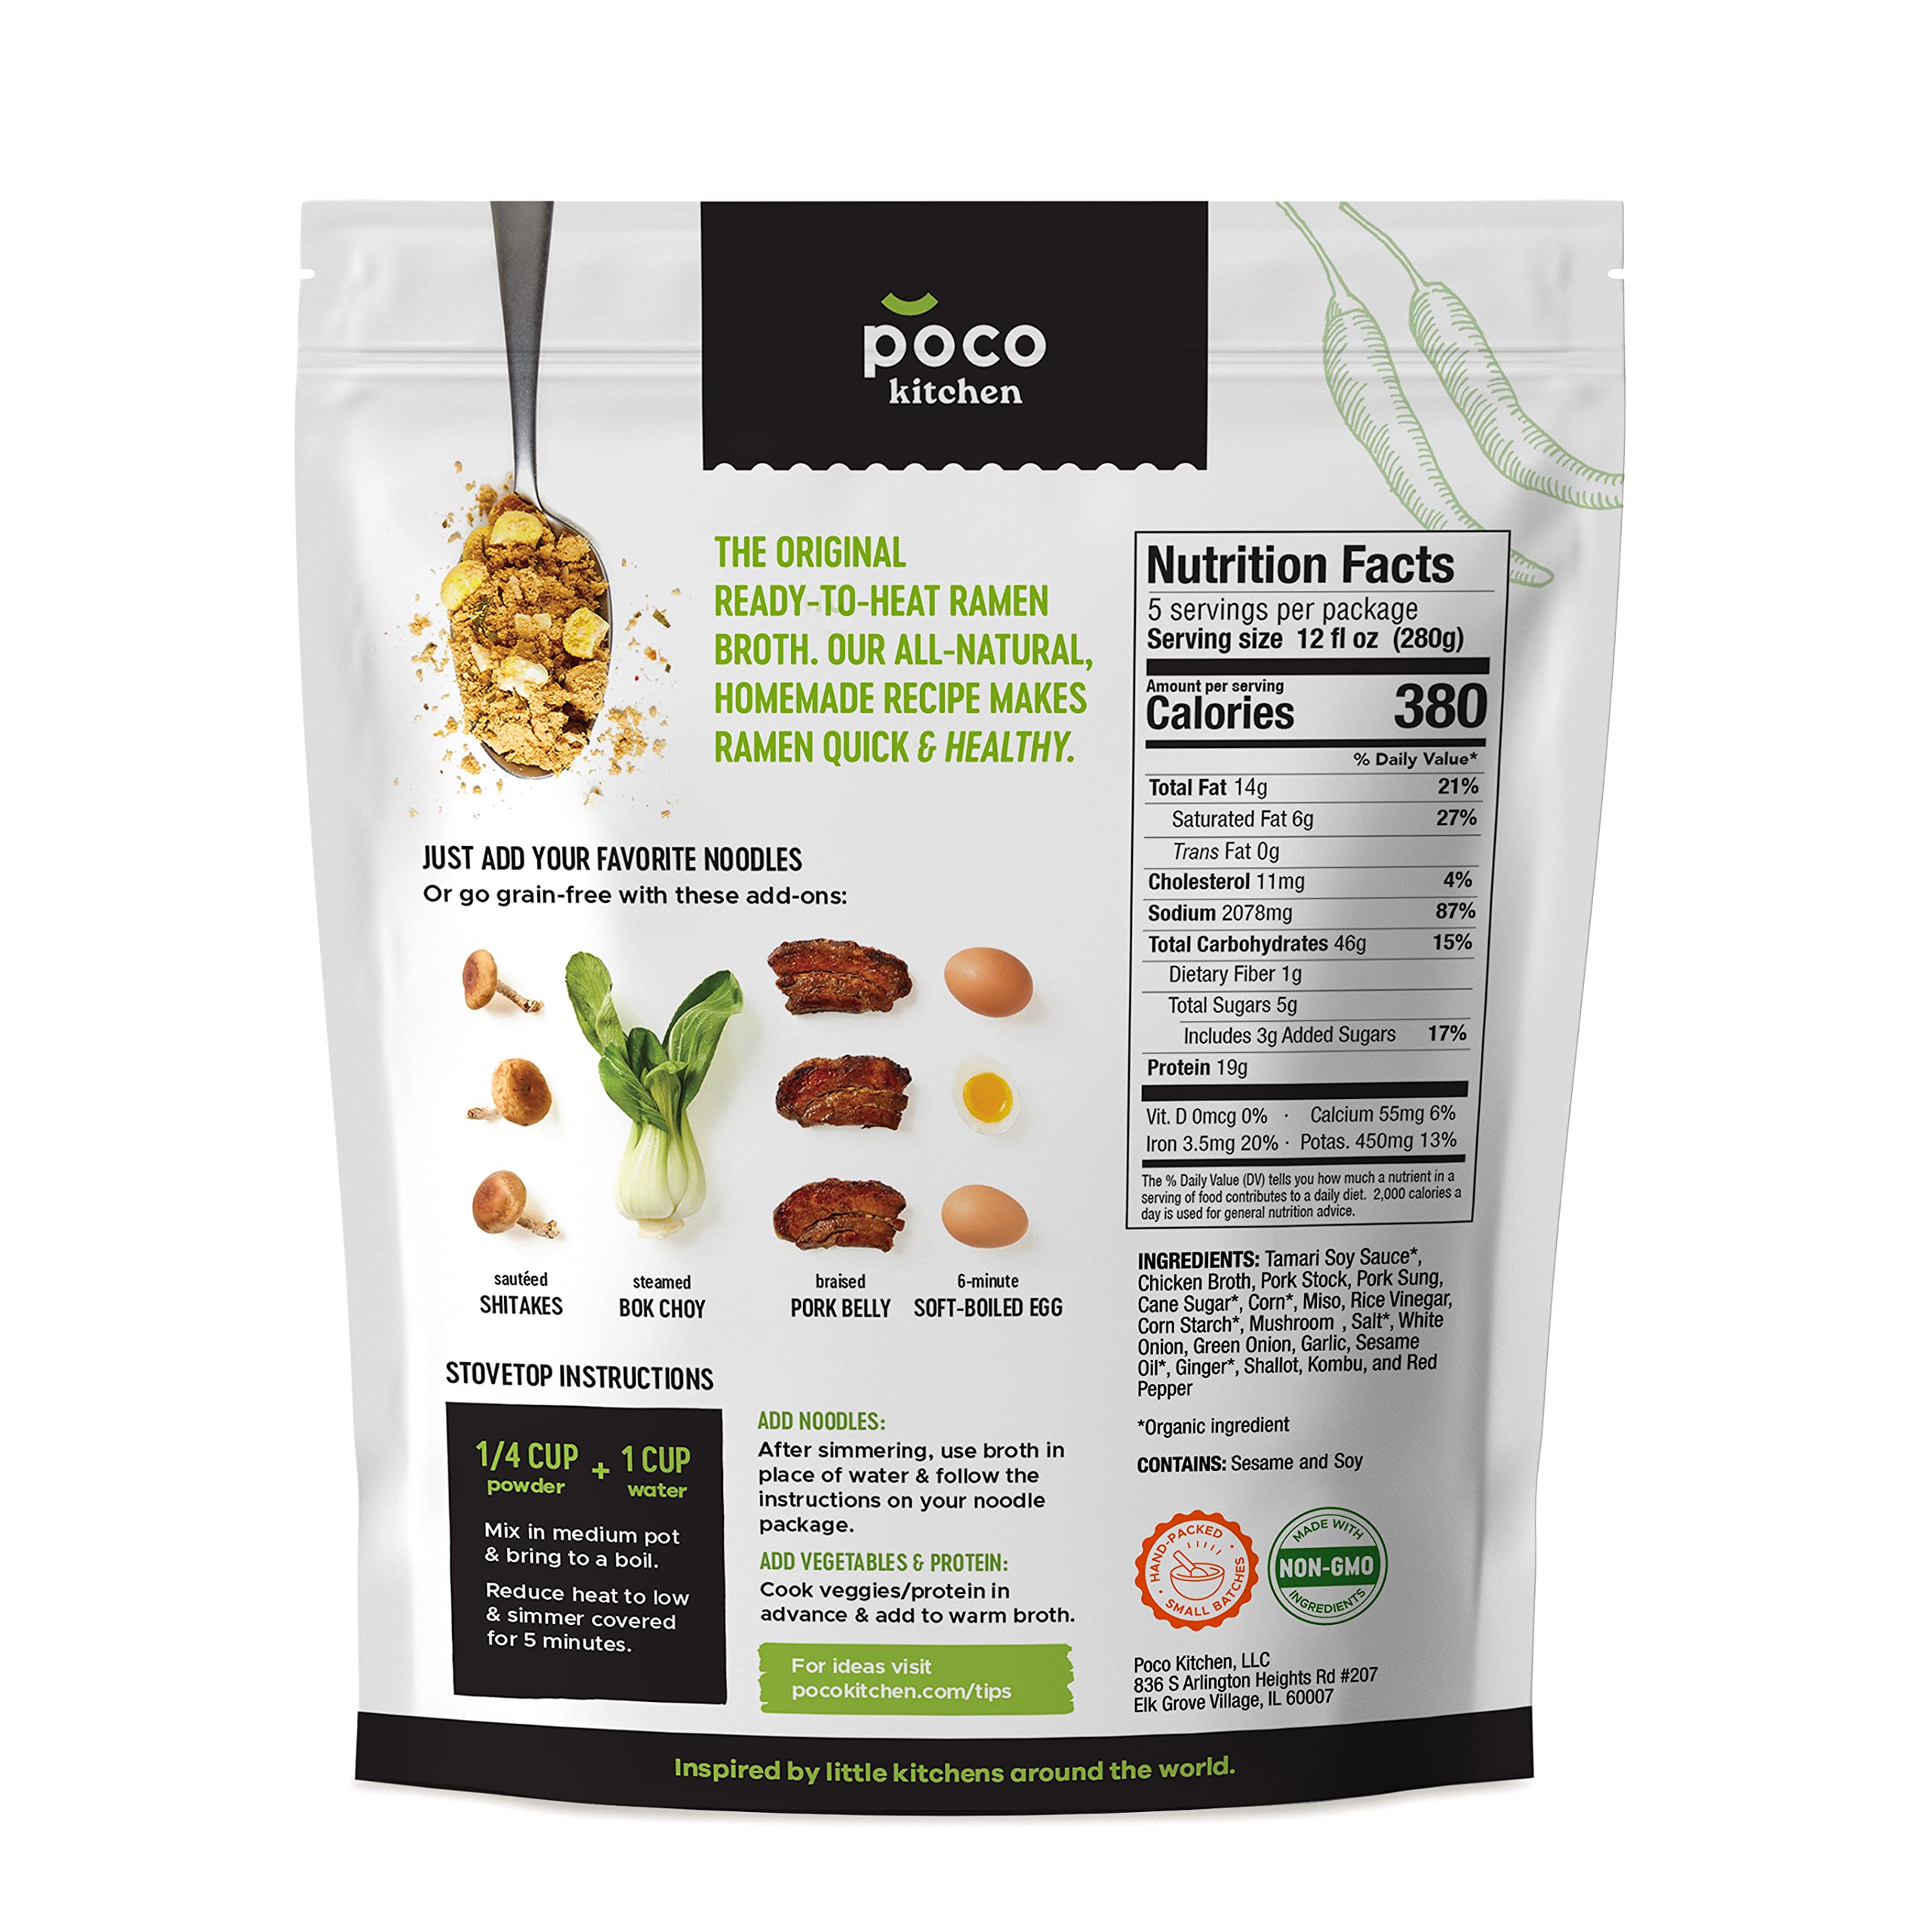 poco
kitchen
THE ORIGINAL
READY-TO-HEAT RAMEN
BROTH. OUR ALL-NATURAL,
HOMEMADE RECIPE MAKES
RAMEN QUICK & HEALTHY.
JUST ADD YOUR FAVORITE NOODLES
Or go grain-free with these add-ons:
sautéed
SHITAKES
steamed
BOK CHOY
braised
PORK BELLY
6-minute
SOFT-BOILED EGG
STOVETOP INSTRUCTIONS
1/4 CUP + 1 CUP
powder water
Mix in medium pot
& bring to a boil.
Reduce heat to low
& simmer covered
for 5 minutes.
ADD NOODLES:
After simmering, use broth in
place of water & follow the
instructions on your noodle
package.
ADD VEGETABLES & PROTEIN:
Cook veggies/protein in
advance & add to warm broth.
For ideas visit
pocokitchen.com/tips
Nutrition Facts
5 servings per package
Serving size 12 fl oz (280g)
Amount per serving
Calories 380
% Daily Value*
Total Fat 14g 21%
Saturated Fat 6g 27%
Trans Fat 0g
Cholesterol 11mg 4%
Sodium 2078mg 87%
Total Carbohydrates 46g 15%
Dietary Fiber 1g
Total Sugars 5g
Includes 3g Added Sugars 17%
Protein 19g
Vit. D 0mcg 0% · Calcium 55mg 6%
Iron 3.5mg 20% · Potas. 450mg 13%
The % Daily Value (DV) tells you how much a nutrient in a
serving of food contributes to a daily diet. 2,000 calories a
day is used for general nutrition advice.
INGREDIENTS: Tamari Soy Sauce*,
Chicken Broth, Pork Stock, Pork Sung,
Cane Sugar*, Corn*, Miso, Rice Vinegar,
Corn Starch*, Mushroom , Salt*, White
Onion, Green Onion, Garlic, Sesame
Oil*, Ginger*, Shallot, Kombu, and Red
Pepper
*Organic ingredient
CONTAINS: Sesame and Soy
HAND-PACKED
SMALL BATCHES
MADE WITH
NON-GMO
INGREDIENTS
Poco Kitchen, LLC
836 S Arlington Heights Rd #207
Elk Grove Village, IL 60007
Inspired by little kitchens around the world.